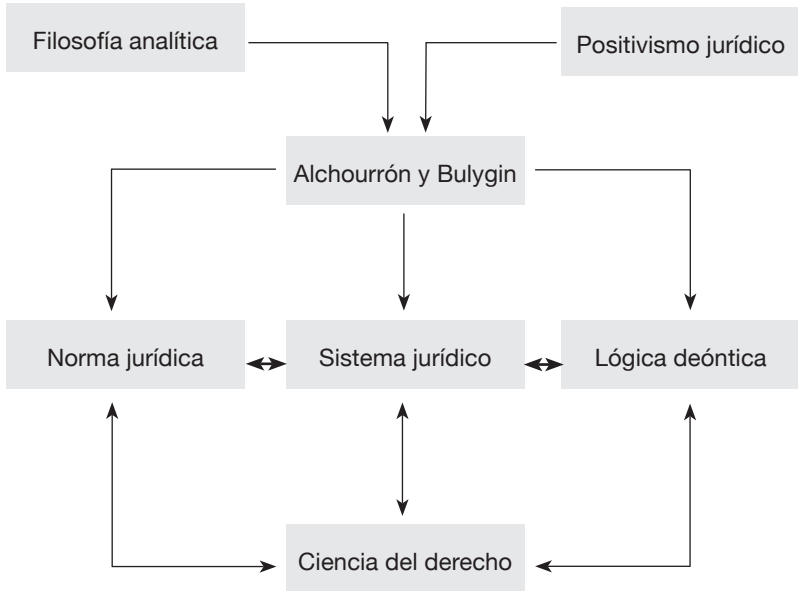 Filosofía analítica
Positivismo jurídico
Alchourrón y Bulygin
Norma jurídica
Sistema jurídico
Lógica deóntica
Ciencia del derecho